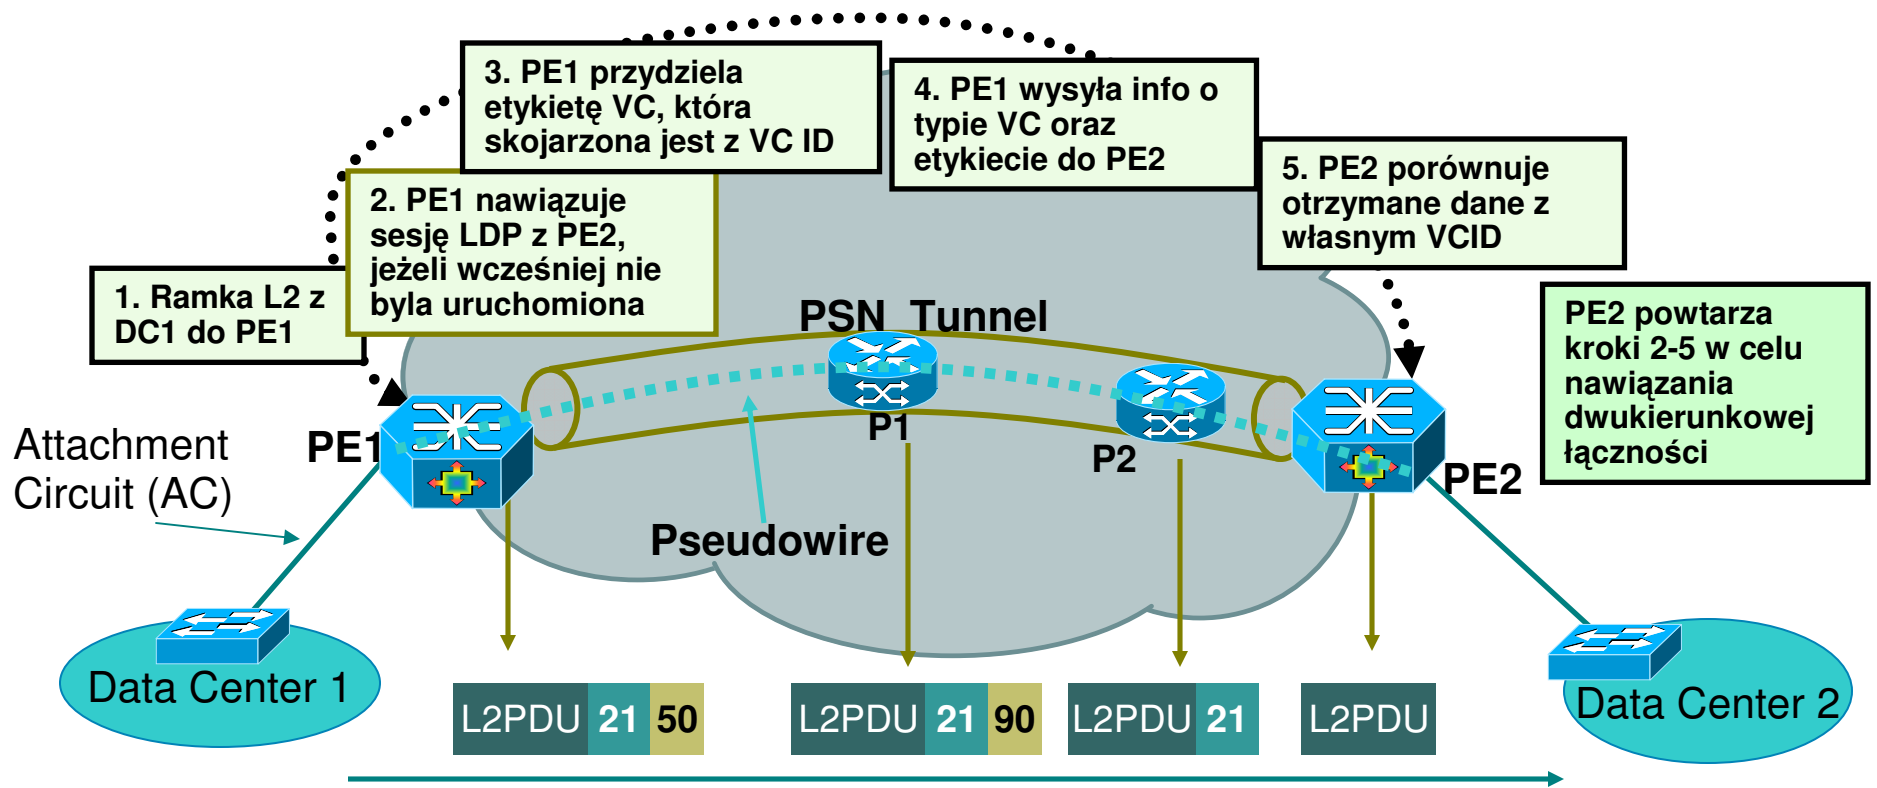 3. PE1 przydziela
etykietę VC, która
skojarzona jest z VC ID
4. PE1 wysyła info o
typie VC oraz
etykiecie do PE2
5. PE2 porównuje
otrzymane dane z
własnym VCID
2. PE1 nawiązuje
sesję LDP z PE2,
jeżeli wcześniej nie
byla uruchomiona
1. Ramka L2 z
DC1 do PE1
PE2 powtarza
kroki 2-5 w celu
nawiązania
dwukierunkowej
łączności
PSN Tunnel
P1
P2
PE1
PE2
Attachment
Circuit (AC)
Pseudowire
Data Center 1
Data Center 2
L2PDU 21 50
L2PDU 21 90
L2PDU 21
L2PDU